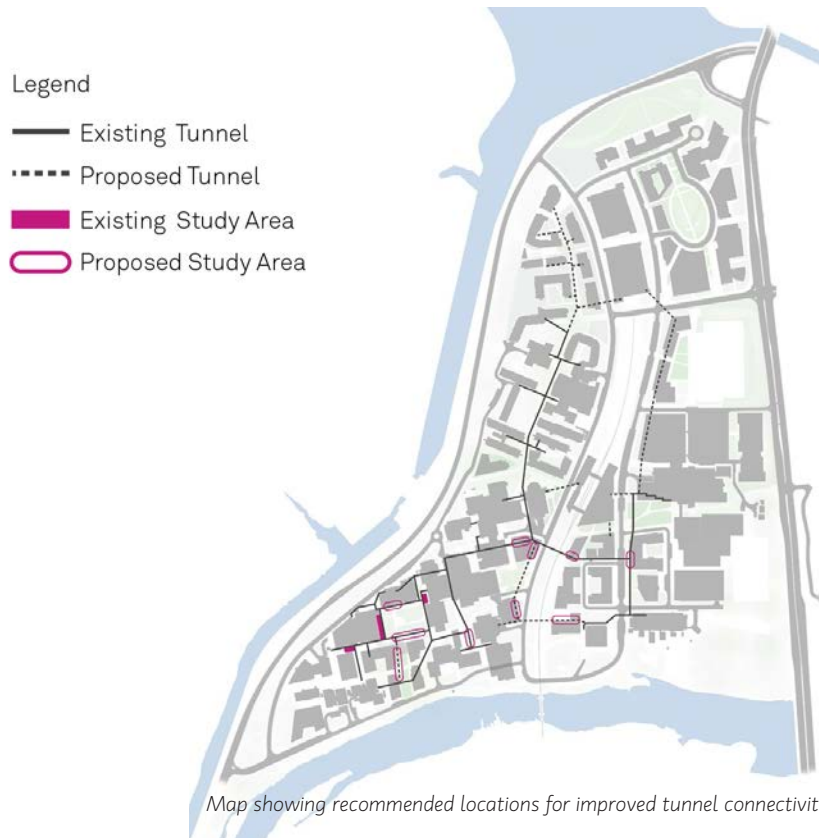 Legend
Existing Tunnel
Proposed Tunnel
Existing Study Area
Proposed Study Area
Map showing recommended locations for improved tunnel connectivit